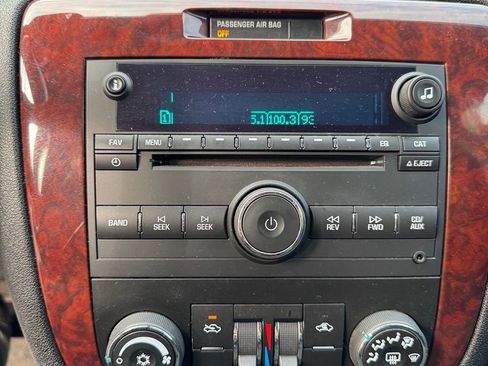 PASSENGER AIR BAG
OFF
1 5.1 100.3 93
FAV MENU EQ CAT
EJECT
BAND SEEK SEEK REV FWD CD/
AUX